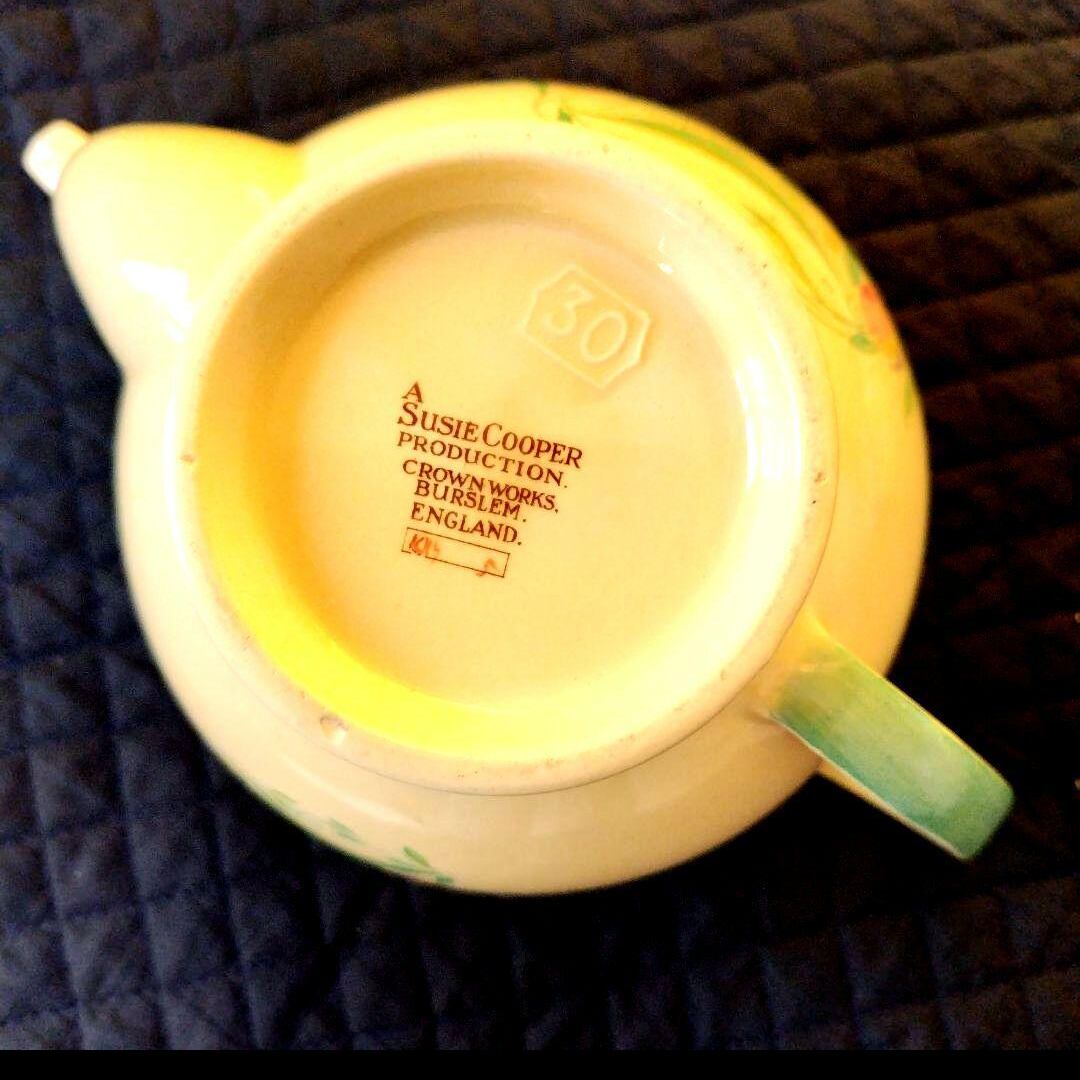 30
A
SUSIE COOPER
PRODUCTION.
CROWN WORKS,
BURSLEM.
ENGLAND.